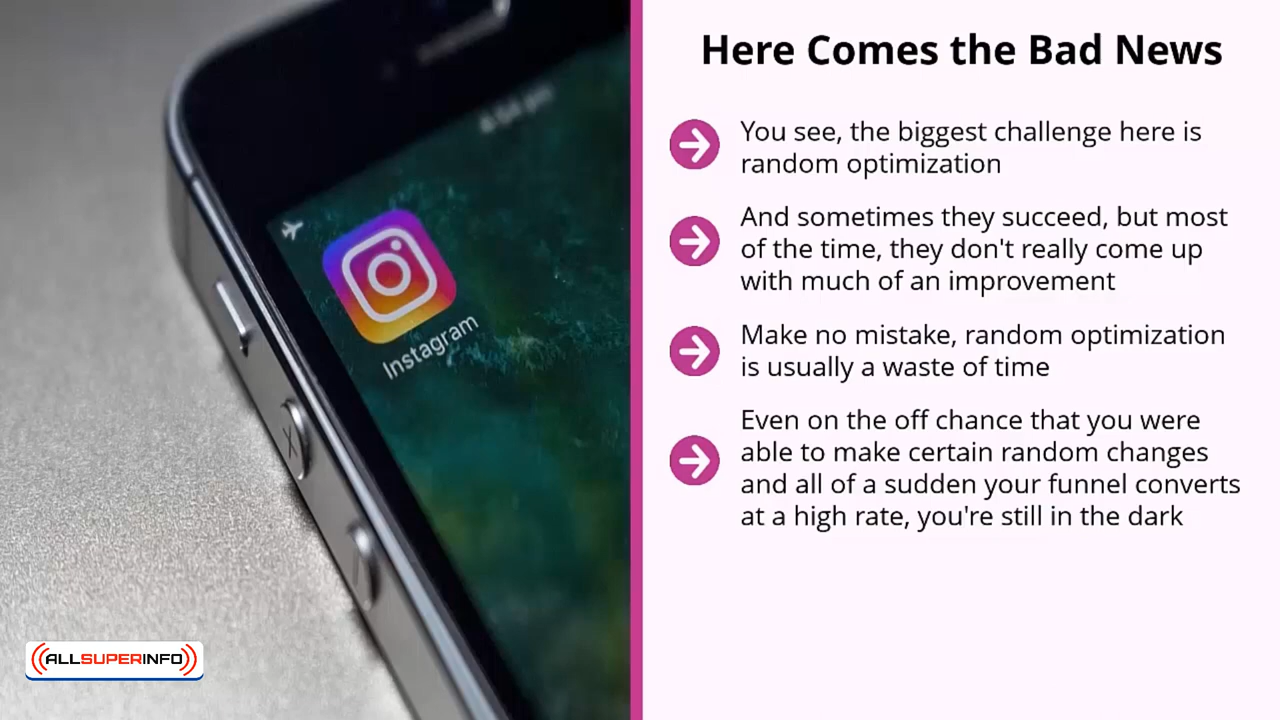 Here Comes the Bad News
You see, the biggest challenge here is
random optimization
And sometimes they succeed, but most
of the time, they don't really come up
with much of an improvement
Make no mistake, random optimization
is usually a waste of time
Even on the off chance that you were
able to make certain random changes
and all of a sudden your funnel converts
at a high rate, you're still in the dark
Instagram
ALLSUPERINFO